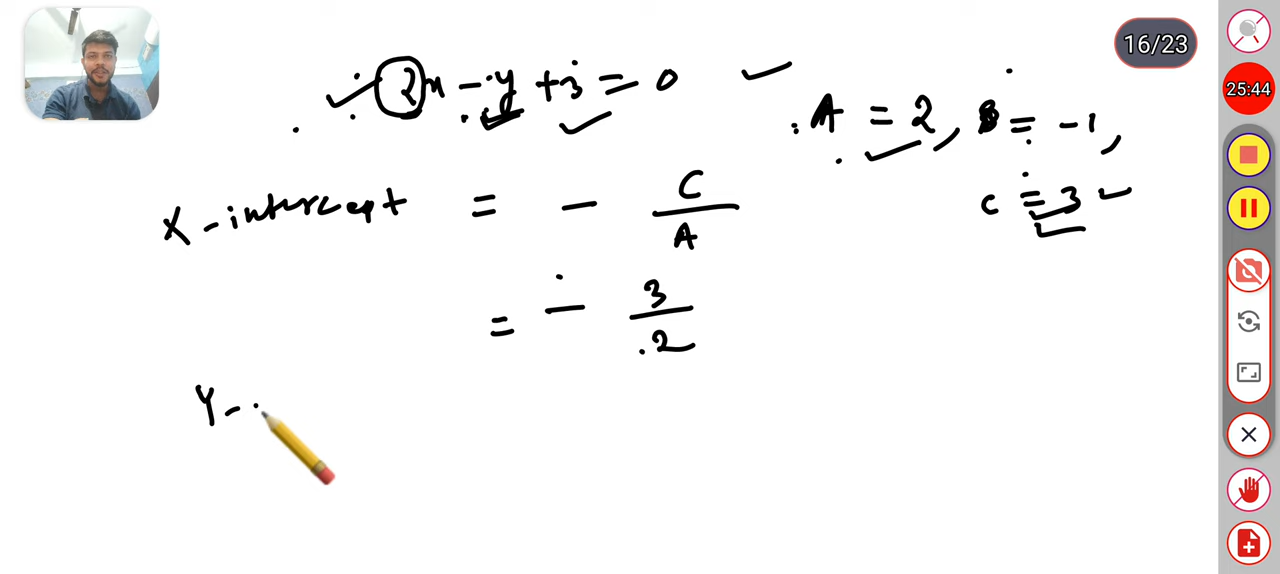 16/23
25:44
2x - y + 3 = 0
A = 2, B = -1,
C = 3
X-intercept = - C/A
= - 3/2
Y-